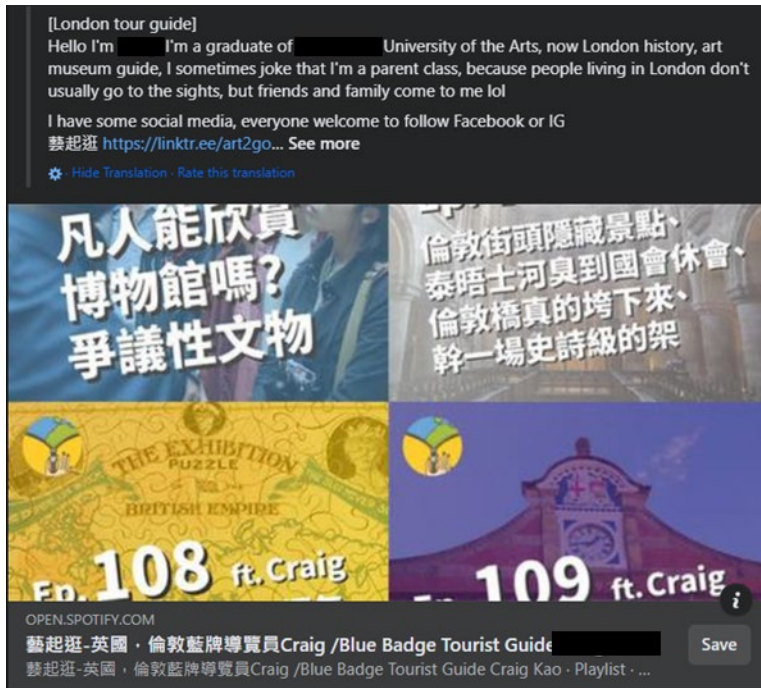 [London tour guide]
Hello I'm I'm a graduate of University of the Arts, now London history, art
museum guide, I sometimes joke that I'm a parent class, because people living in London don't
usually go to the sights, but friends and family come to me lol
I have some social media, everyone welcome to follow Facebook or IG
藝起逛 https://linktr.ee/art2go... See more
Hide Translation · Rate this translation
凡人能欣賞
博物館嗎?
爭議性文物
倫敦街頭隱藏景點、
泰晤士河臭到國會休會、
倫敦橋真的垮下來、
幹一場史詩級的架
THE EXHIBITION
PUZZLE
BRITISH EMPIRE
Ep. 108 ft. Craig
109 ft. Craig
OPEN.SPOTIFY.COM
藝起逛-英國,倫敦藍牌導覽員Craig /Blue Badge Tourist Guide
Save
藝起逛-英國,倫敦藍牌導覽員Craig /Blue Badge Tourist Guide Craig Kao · Playlist · ...